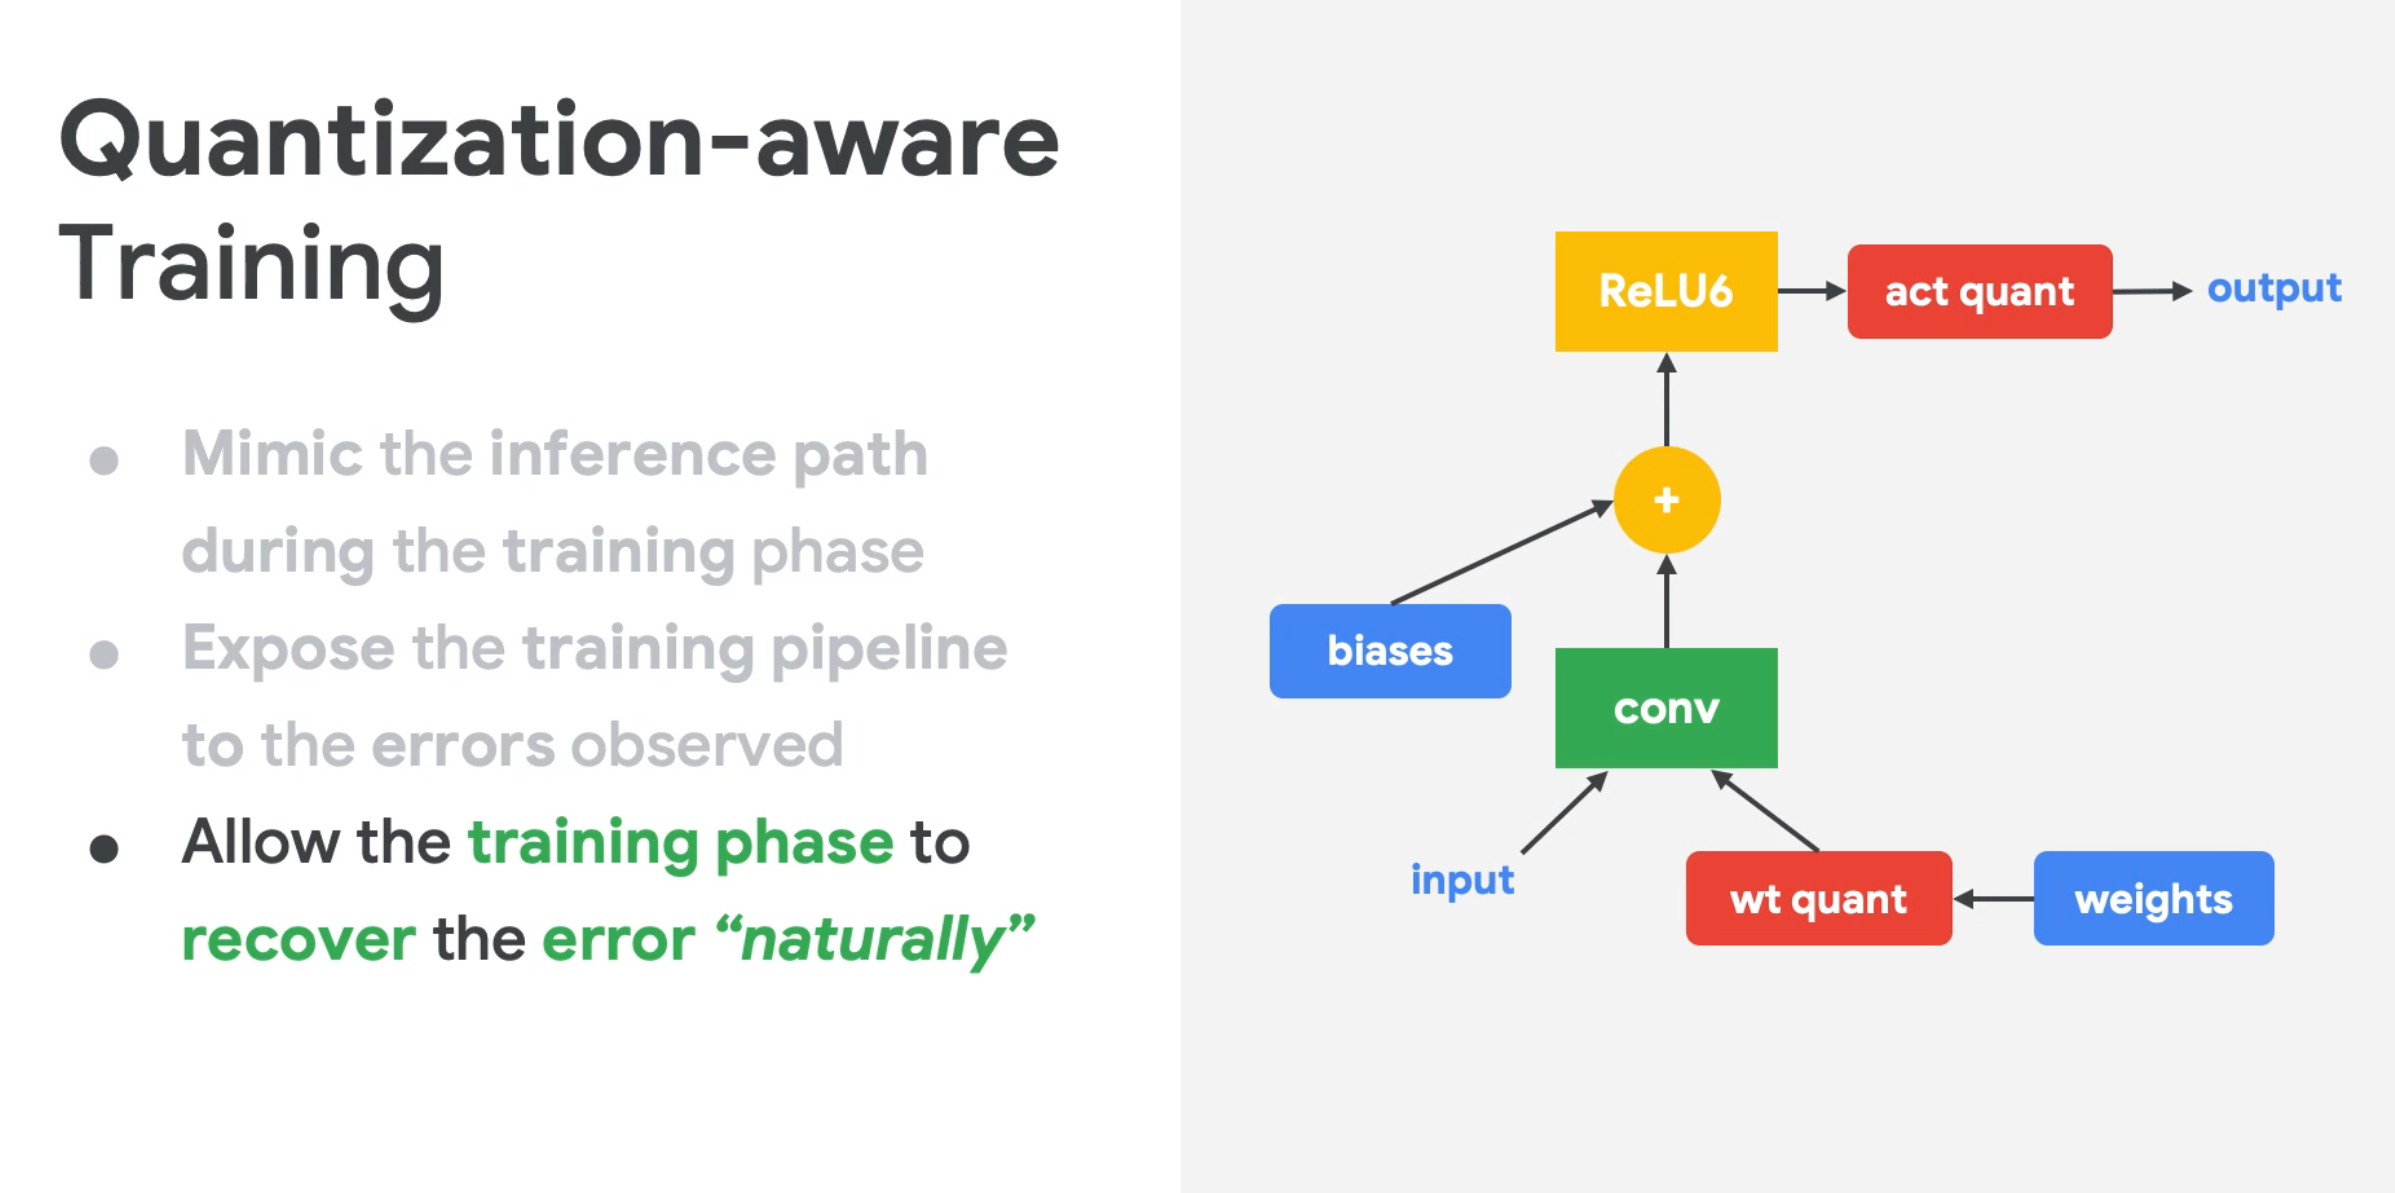 Quantization-aware
Training
● Mimic the inference path
during the training phase
● Expose the training pipeline
to the errors observed
● Allow the training phase to
recover the error “naturally”
ReLU6
act quant
output
+
biases
conv
input
wt quant
weights